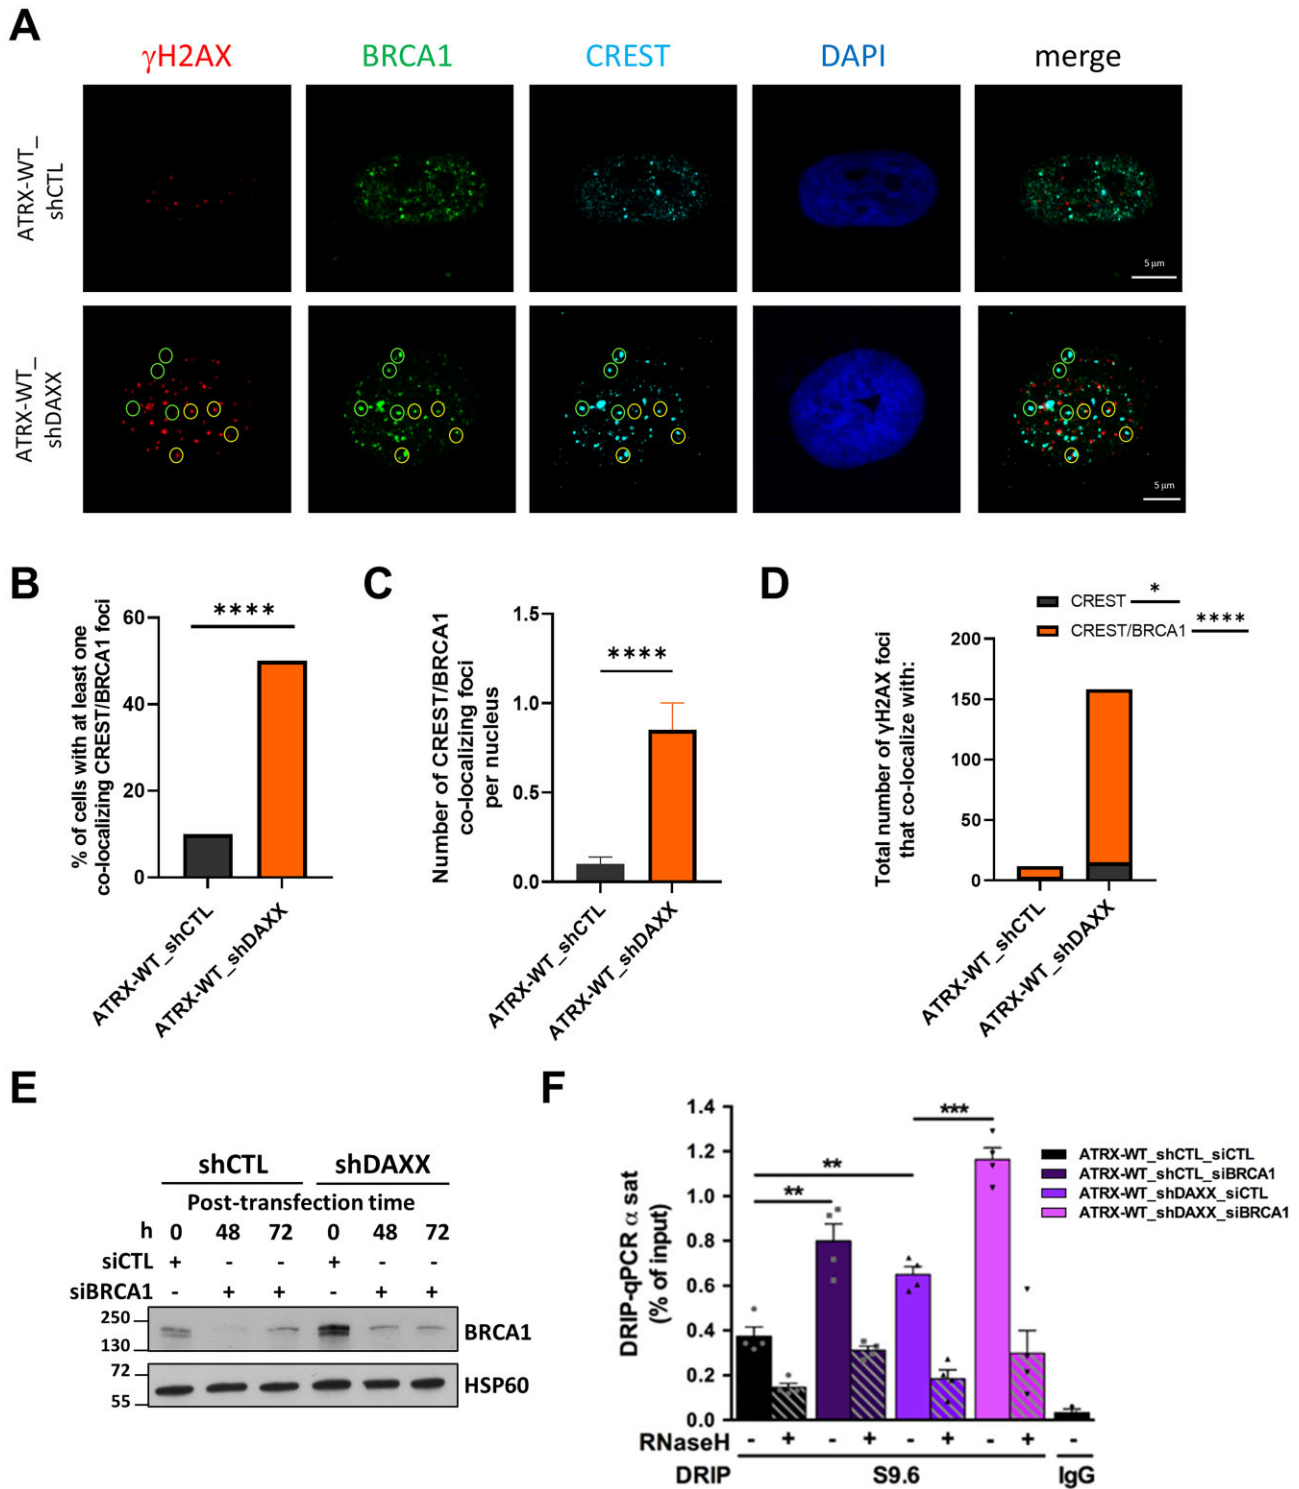 A
γH2AX BRCA1 CREST DAPI merge
ATRX-WT_
shCTL
5 µm
ATRX-WT_
shDAXX
5 µm
B
% of cells with at least one
co-localizing CREST/BRCA1 foci
60
40
20
0
****
ATRX-WT_shCTL
ATRX-WT_shDAXX
C
Number of CREST/BRCA1
co-localizing foci
per nucleus
1.5
1.0
0.5
0.0
****
ATRX-WT_shCTL
ATRX-WT_shDAXX
D
CREST *
CREST/BRCA1 ****
Total number of γH2AX foci
that co-localize with:
200
150
100
50
0
ATRX-WT_shCTL
ATRX-WT_shDAXX
E
shCTL shDAXX
Post-transfection time
h 0 48 72 0 48 72
siCTL + - - + - -
siBRCA1 - + + - + +
250
130
BRCA1
72
55
HSP60
F
DRIP-qPCR α sat
(% of input)
1.4
1.2
1.0
0.8
0.6
0.4
0.2
0.0
**
**
***
ATRX-WT_shCTL_siCTL
ATRX-WT_shCTL_siBRCA1
ATRX-WT_shDAXX_siCTL
ATRX-WT_shDAXX_siBRCA1
RNaseH - + - + - + - + -
DRIP S9.6 IgG